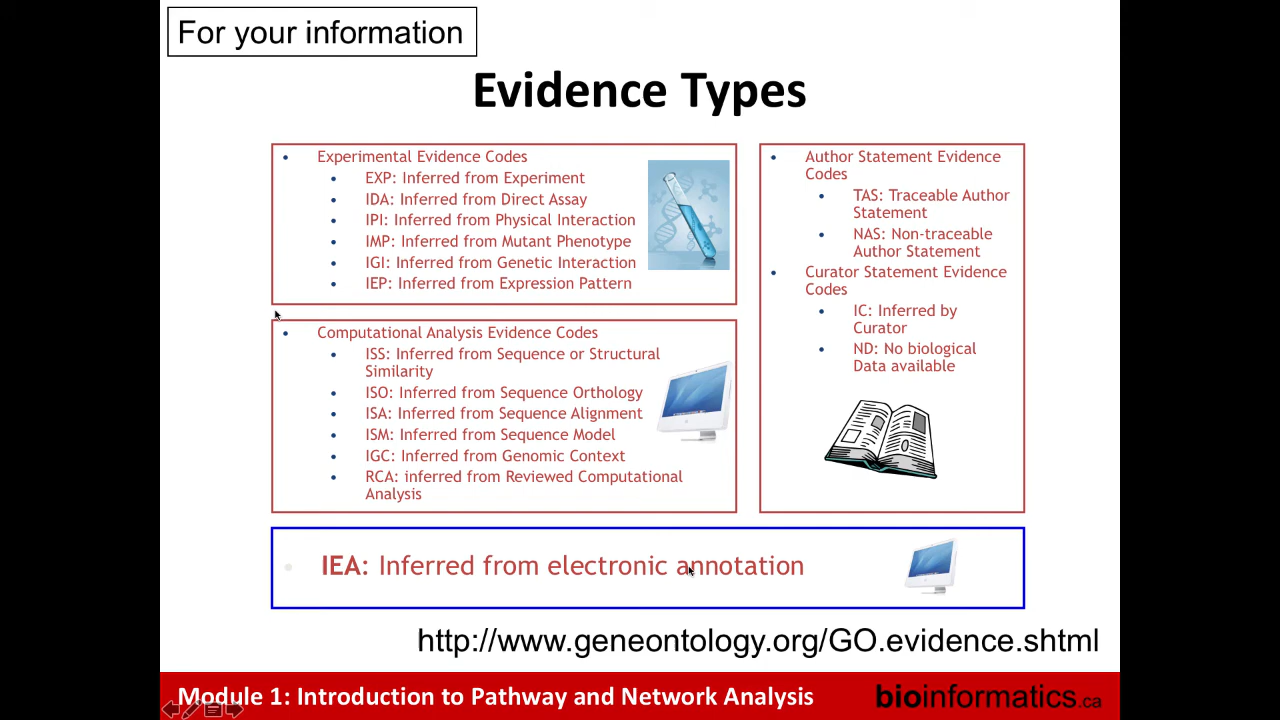 For your information
Evidence Types
Experimental Evidence Codes
EXP: Inferred from Experiment
IDA: Inferred from Direct Assay
IPI: Inferred from Physical Interaction
IMP: Inferred from Mutant Phenotype
IGI: Inferred from Genetic Interaction
IEP: Inferred from Expression Pattern
Computational Analysis Evidence Codes
ISS: Inferred from Sequence or Structural
Similarity
ISO: Inferred from Sequence Orthology
ISA: Inferred from Sequence Alignment
ISM: Inferred from Sequence Model
IGC: Inferred from Genomic Context
RCA: inferred from Reviewed Computational
Analysis
Author Statement Evidence
Codes
TAS: Traceable Author
Statement
NAS: Non-traceable
Author Statement
Curator Statement Evidence
Codes
IC: Inferred by
Curator
ND: No biological
Data available
IEA: Inferred from electronic annotation
http://www.geneontology.org/GO.evidence.shtml
Module 1: Introduction to Pathway and Network Analysis
bioinformatics.ca